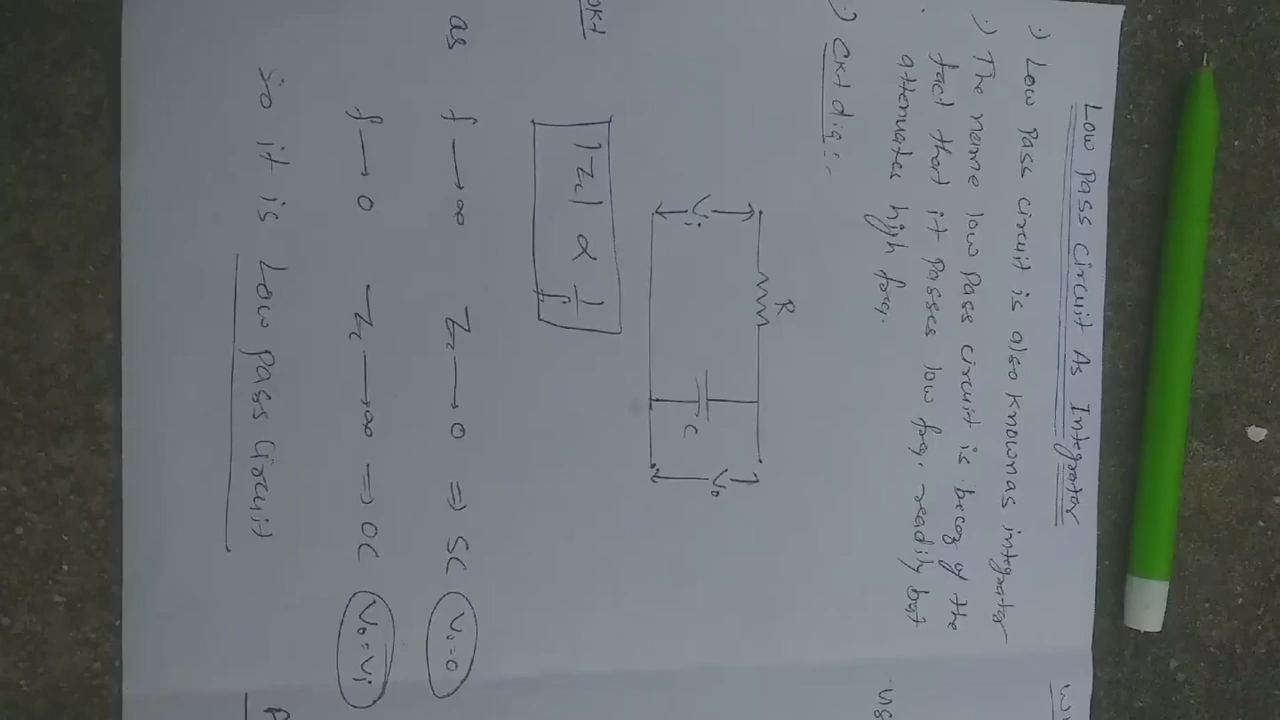 Low Pass Circuit As Integrator
:) Low Pass circuit is also known as integrator
:) The name low pass circuit is becoz of the
fact that it passes low frq. readily but
attenuates high frq.
:) Ckt dig :-
R
Vi
C
Vo
|Zc| ∝ 1/f
as f → ∞ Zc → 0 => SC Vo=0
f → 0 Zc → ∞ => OC Vo=Vi
so it is Low pass Circuit